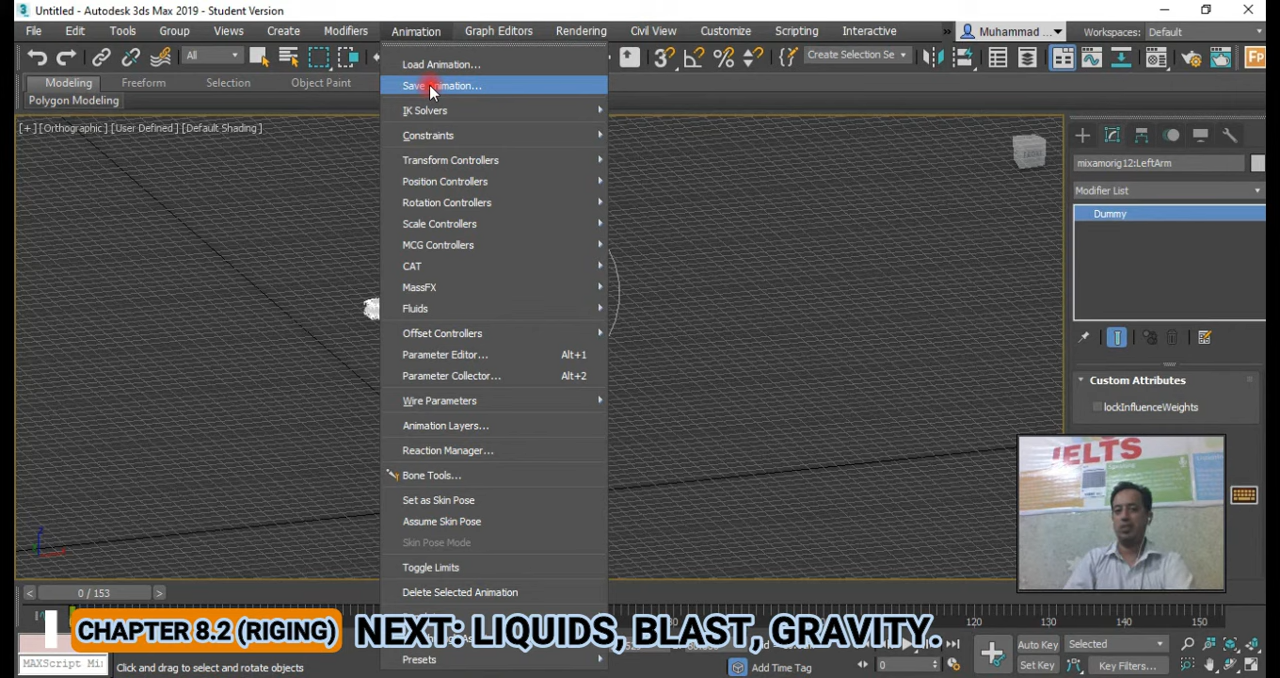 Untitled - Autodesk 3ds Max 2019 - Student Version
File Edit Tools Group Views Create Modifiers Animation Graph Editors Rendering Civil View Customize Scripting Interactive Muhammad ... Workspaces: Default
All Create Selection Se
Modeling Freeform Selection Object Paint
Polygon Modeling
[+] [Orthographic] [User Defined] [Default Shading]
Load Animation...
Save Animation...
IK Solvers
Constraints
Transform Controllers
Position Controllers
Rotation Controllers
Scale Controllers
MCG Controllers
CAT
MassFX
Fluids
Offset Controllers
Parameter Editor... Alt+1
Parameter Collector... Alt+2
Wire Parameters
Animation Layers...
Reaction Manager...
Bone Tools...
Set as Skin Pose
Assume Skin Pose
Skin Pose Mode
Toggle Limits
Delete Selected Animation
Presets
mixamorig12:LeftArm
Modifier List
Dummy
Custom Attributes
lockInfluenceWeights
IELTS
0 / 153
110 120 130 140 150
1 CHAPTER 8.2 (RIGING) NEXT: LIQUIDS, BLAST, GRAVITY.
Auto Key Selected
Set Key Key Filters...
MAXScript Mi
Click and drag to select and rotate objects
Add Time Tag
0